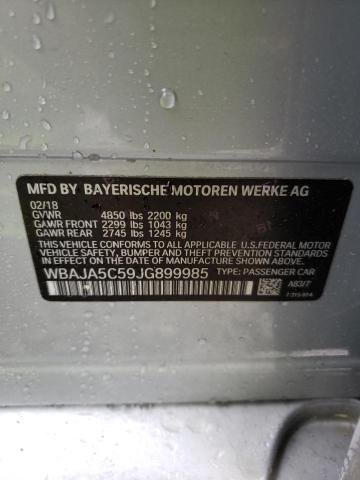 MFD BY BAYERISCHE MOTOREN WERKE AG
02/18
GVWR 4850 lbs 2200 kg
GAWR FRONT 2299 lbs 1043 kg
GAWR REAR 2745 lbs 1245 kg
THIS VEHICLE CONFORMS TO ALL APPLICABLE U.S.FEDERAL MOTOR
VEHICLE SAFETY, BUMPER AND THEFT PREVENTION STANDARDS IN
EFFECT ON THE DATE OF MANUFACTURE SHOWN ABOVE.
WBAJA5C59JG899985 TYPE: PASSENGER CAR
A83/7